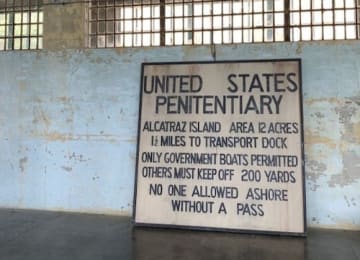 UNITED STATES
PENITENTIARY
ALCATRAZ ISLAND AREA 12 ACRES
1½ MILES TO TRANSPORT DOCK
ONLY GOVERNMENT BOATS PERMITTED
OTHERS MUST KEEP OFF 200 YARDS
NO ONE ALLOWED ASHORE
WITHOUT A PASS